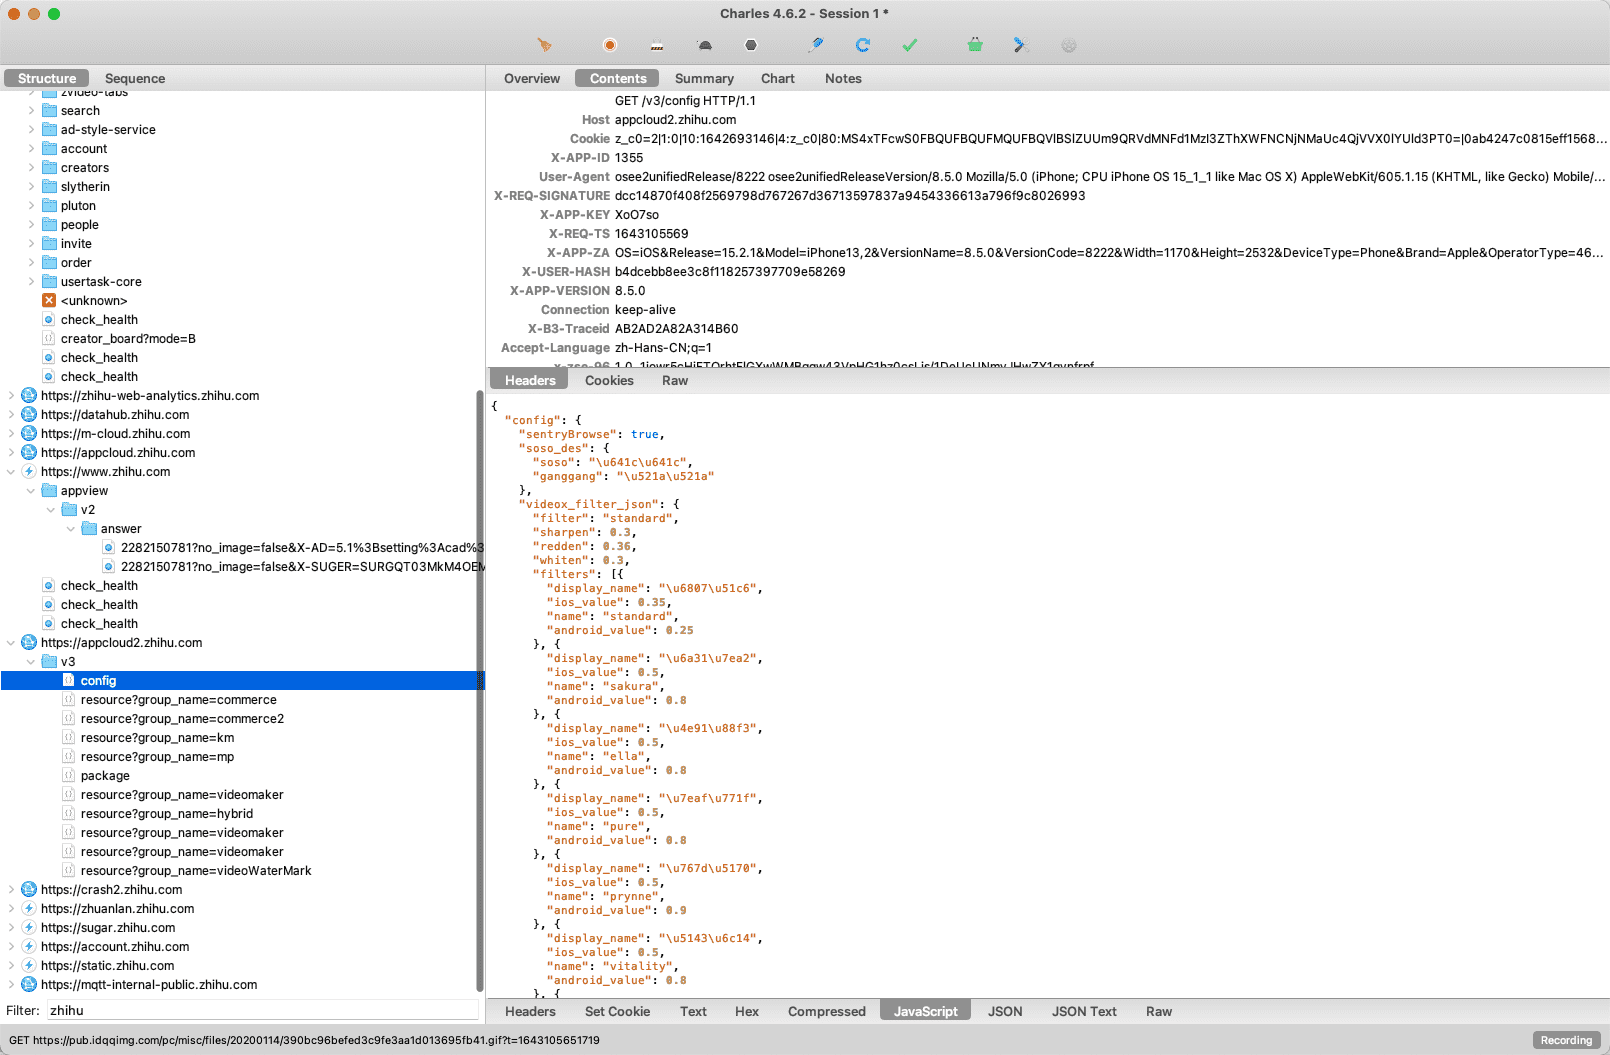 Charles 4.6.2 - Session 1 *
Structure
Sequence
zvideo-tabs
search
ad-style-service
account
creators
slytherin
pluton
people
invite
order
usertask-core
<unknown>
check_health
creator_board?mode=B
check_health
check_health
https://zhihu-web-analytics.zhihu.com
https://datahub.zhihu.com
https://m-cloud.zhihu.com
https://appcloud.zhihu.com
https://www.zhihu.com
appview
v2
answer
2282150781?no_image=false&X-AD=5.1%3Bsetting%3Acad%3
2282150781?no_image=false&X-SUGER=SURGQT03MkM4OEM
check_health
check_health
check_health
https://appcloud2.zhihu.com
v3
config
resource?group_name=commerce
resource?group_name=commerce2
resource?group_name=km
resource?group_name=mp
package
resource?group_name=videomaker
resource?group_name=hybrid
resource?group_name=videomaker
resource?group_name=videomaker
resource?group_name=videoWaterMark
https://crash2.zhihu.com
https://zhuanlan.zhihu.com
https://sugar.zhihu.com
https://account.zhihu.com
https://static.zhihu.com
https://mqtt-internal-public.zhihu.com
Filter: zhihu
Overview Contents Summary Chart Notes
GET /v3/config HTTP/1.1
Host appcloud2.zhihu.com
Cookie
X-APP-ID 1355
User-Agent osee2unifiedRelease/8222 osee2unifiedReleaseVersion/8.5.0 Mozilla/5.0 (iPhone; CPU iPhone OS 15_1_1 like Mac OS X) AppleWebKit/605.1.15 (KHTML, like Gecko) Mobile/...
X-REQ-SIGNATURE dcc14870f408f2569798d767267d36713597837a9454336613a796f9c8026993
X-APP-KEY XoO7so
X-REQ-TS 1643105569
X-APP-ZA OS=iOS&Release=15.2.1&Model=iPhone13,2&VersionName=8.5.0&VersionCode=8222&Width=1170&Height=2532&DeviceType=Phone&Brand=Apple&OperatorType=46...
X-USER-HASH b4dcebb8ee3c8f118257397709e58269
X-APP-VERSION 8.5.0
Connection keep-alive
X-B3-Traceid AB2AD2A82A314B60
Accept-Language zh-Hans-CN;q=1
x-zse-96
Headers Cookies Raw
{
"config": {
"sentryBrowse": true,
"soso_des": {
"soso": "\u641c\u641c",
"ganggang": "\u521a\u521a"
},
"videox_filter_json": {
"filter": "standard",
"sharpen": 0.3,
"redden": 0.36,
"whiten": 0.3,
"filters": [{
"display_name": "\u6807\u51c6",
"ios_value": 0.35,
"name": "standard",
"android_value": 0.25
}, {
"display_name": "\u6a31\u7ea2",
"ios_value": 0.5,
"name": "sakura",
"android_value": 0.8
}, {
"display_name": "\u4e91\u88f3",
"ios_value": 0.5,
"name": "ella",
"android_value": 0.8
}, {
"display_name": "\u7eaf\u771f",
"ios_value": 0.5,
"name": "pure",
"android_value": 0.8
}, {
"display_name": "\u767d\u5170",
"ios_value": 0.5,
"name": "prynne",
"android_value": 0.9
}, {
"display_name": "\u5143\u6c14",
"ios_value": 0.5,
"name": "vitality",
"android_value": 0.8
}, {
Headers Set Cookie Text Hex Compressed JavaScript JSON JSON Text Raw
GET https://pub.idqqimg.com/pc/misc/files/20200114/390bc96befed3c9fe3aa1d013695fb41.gif?t=1643105651719
Recording